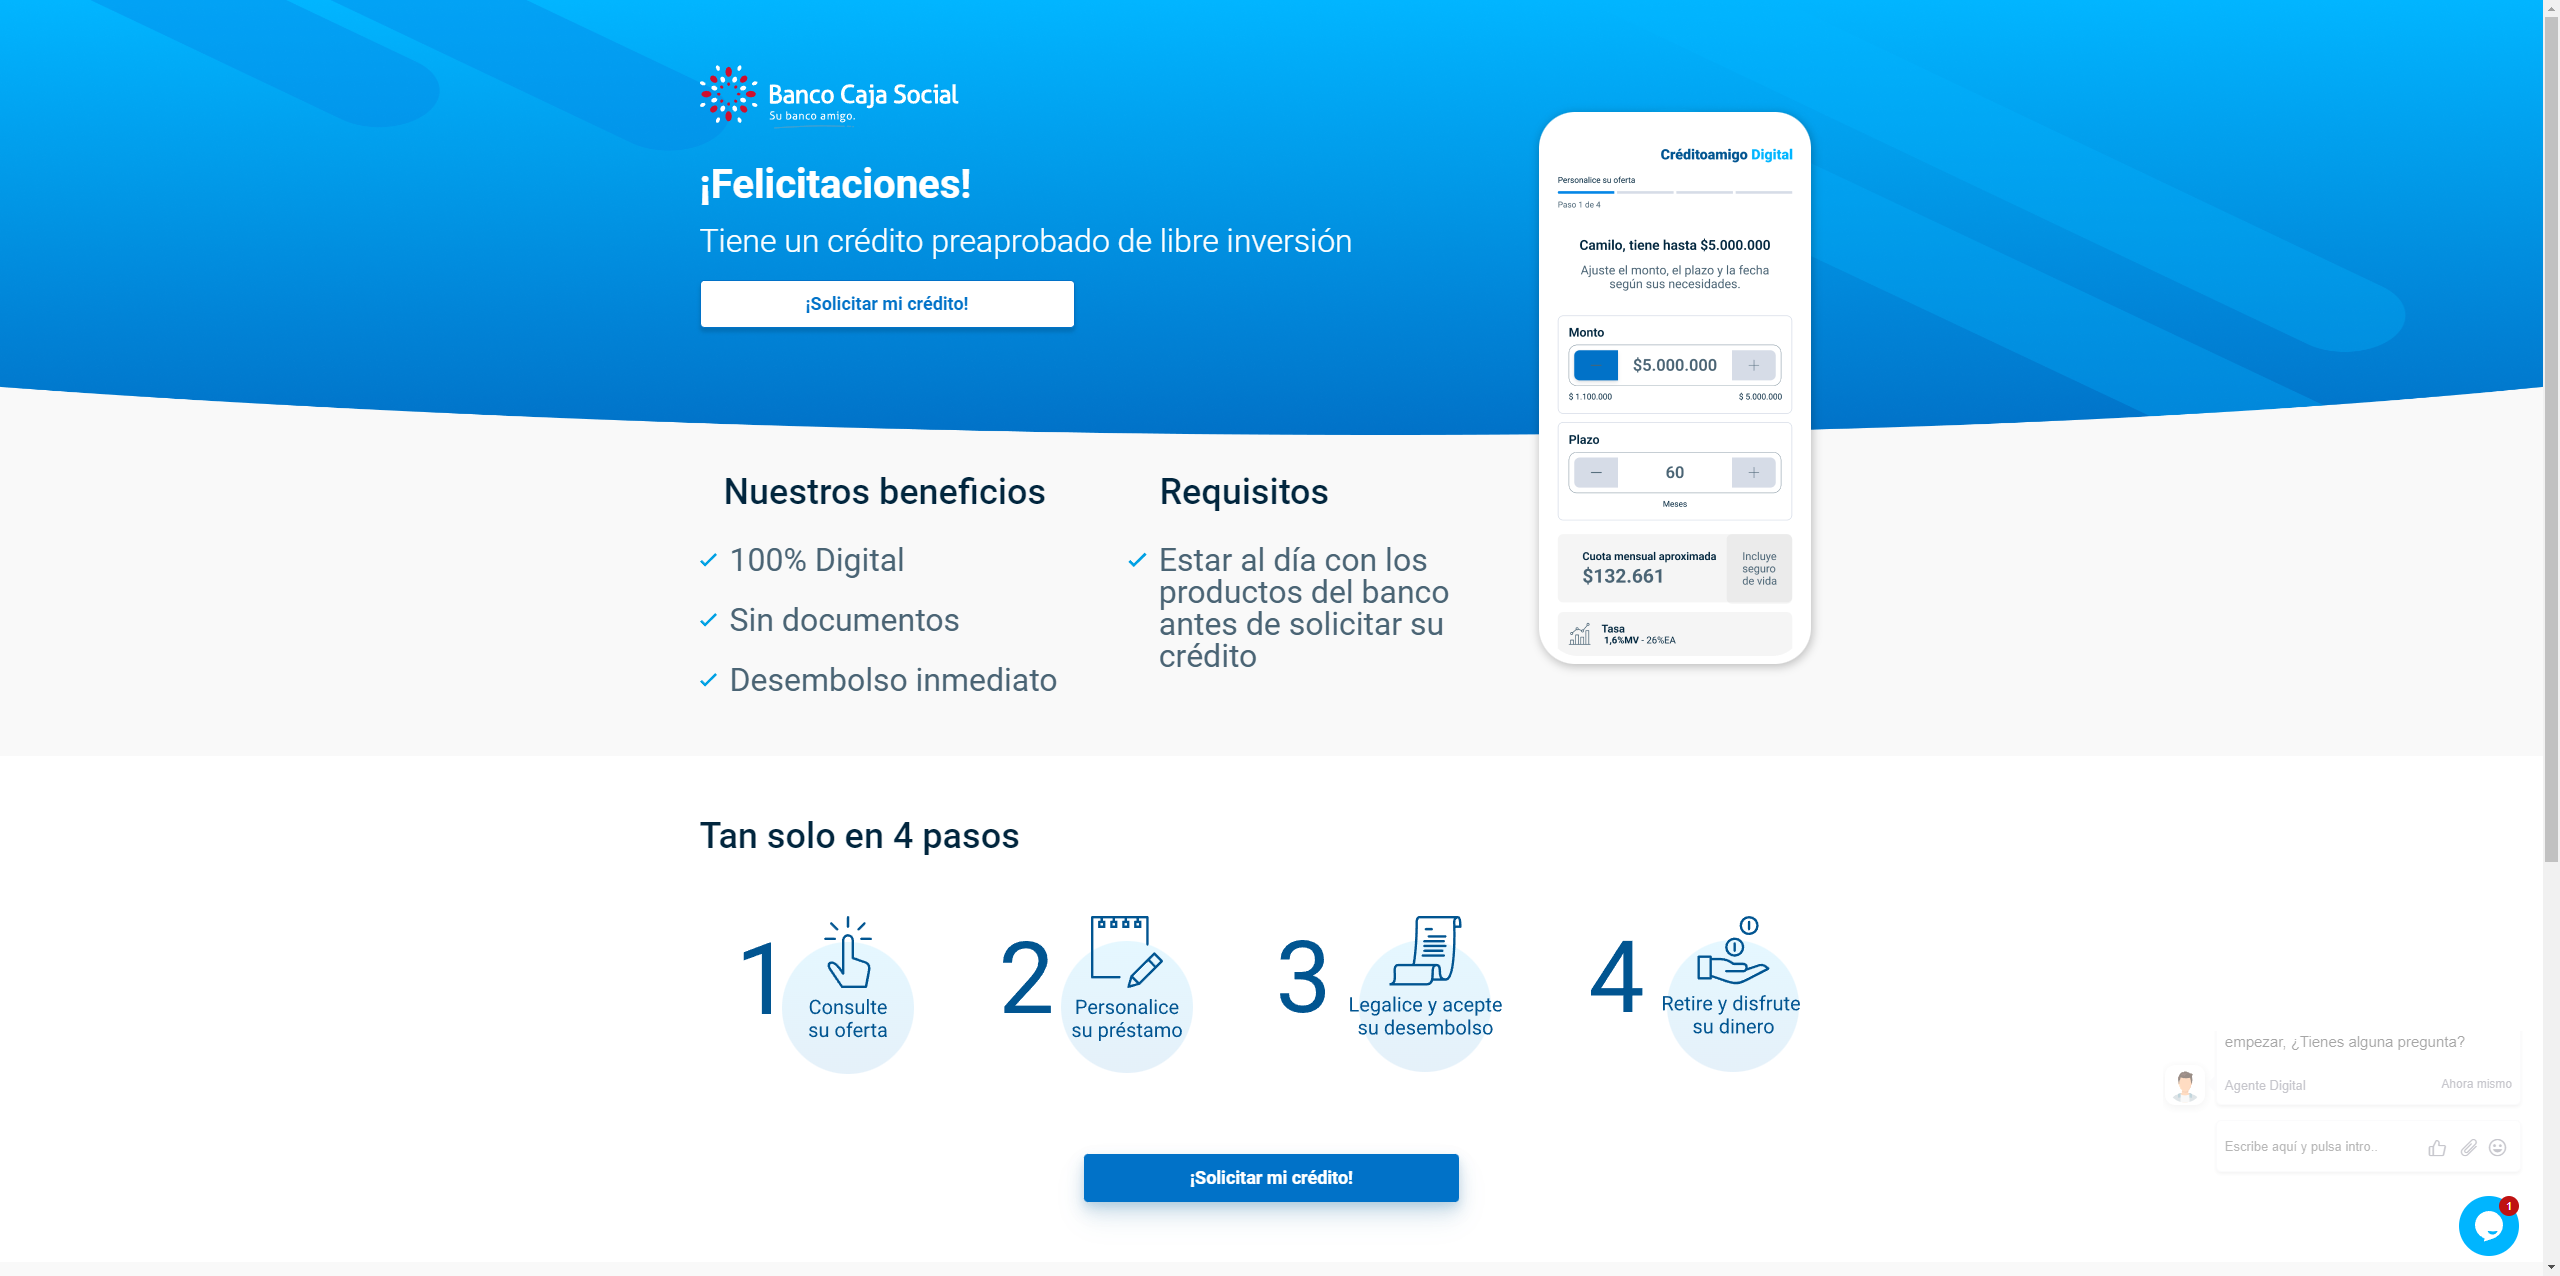 Banco Caja Social
Su banco amigo.
¡Felicitaciones!
Tiene un crédito preaprobado de libre inversión
¡Solicitar mi crédito!
Créditoamigo Digital
Personalice su oferta
Paso 1 de 4
Camilo, tiene hasta $5.000.000
Ajuste el monto, el plazo y la fecha
según sus necesidades.
Monto
$5.000.000 +
$ 1.100.000 $ 5.000.000
Plazo
− 60 +
Meses
Cuota mensual aproximada
$132.661
Incluye
seguro
de vida
Tasa
1,6%MV - 26%EA
Nuestros beneficios
100% Digital
Sin documentos
Desembolso inmediato
Requisitos
Estar al día con los
productos del banco
antes de solicitar su
crédito
Tan solo en 4 pasos
1
Consulte
su oferta
2
Personalice
su préstamo
3
Legalice y acepte
su desembolso
4
Retire y disfrute
su dinero
¡Solicitar mi crédito!
empezar, ¿Tienes alguna pregunta?
Agente Digital Ahora mismo
Escribe aquí y pulsa intro..
1